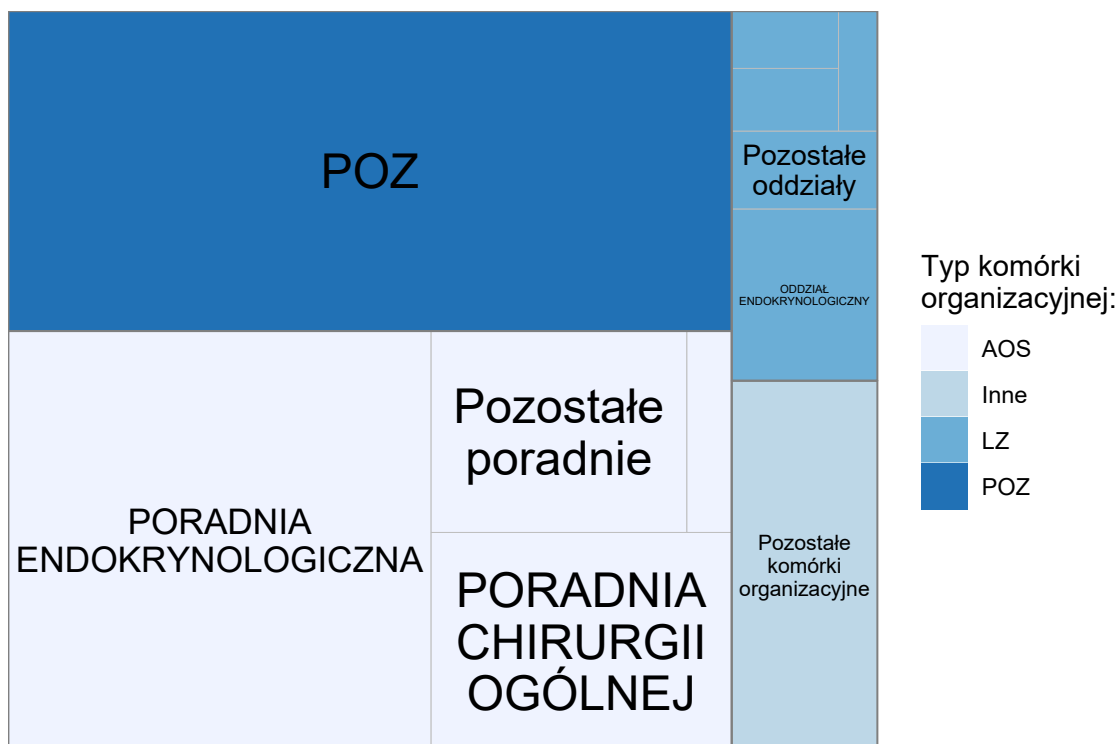 POZ
Pozostałe
oddziały
ODDZIAŁ
ENDOKRYNOLOGICZNY
Pozostałe
poradnie
PORADNIA
ENDOKRYNOLOGICZNA
PORADNIA
CHIRURGII
OGÓLNEJ
Pozostałe
komórki
organizacyjne
Typ komórki
organizacyjnej:
AOS
Inne
LZ
POZ